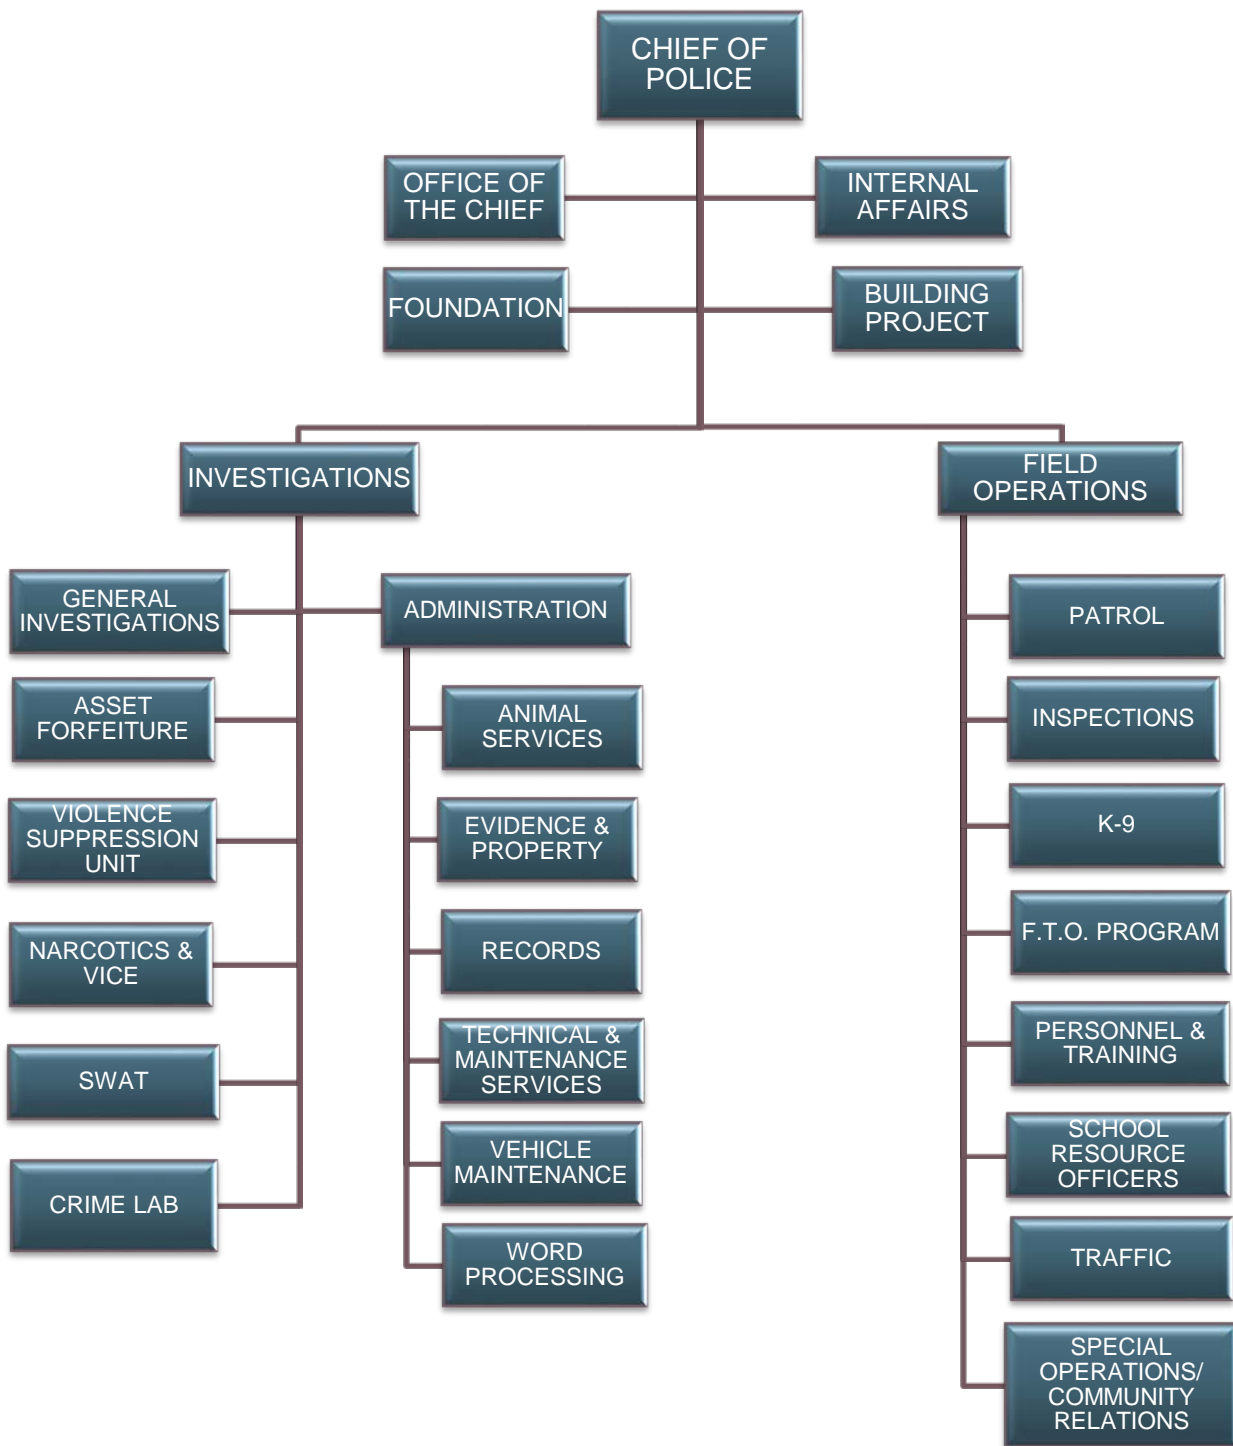 CHIEF OF
POLICE
OFFICE OF
THE CHIEF
INTERNAL
AFFAIRS
FOUNDATION
BUILDING
PROJECT
INVESTIGATIONS
FIELD
OPERATIONS
GENERAL
INVESTIGATIONS
ASSET
FORFEITURE
VIOLENCE
SUPPRESSION
UNIT
NARCOTICS &
VICE
SWAT
CRIME LAB
ADMINISTRATION
ANIMAL
SERVICES
EVIDENCE &
PROPERTY
RECORDS
TECHNICAL &
MAINTENANCE
SERVICES
VEHICLE
MAINTENANCE
WORD
PROCESSING
PATROL
INSPECTIONS
K-9
F.T.O. PROGRAM
PERSONNEL &
TRAINING
SCHOOL
RESOURCE
OFFICERS
TRAFFIC
SPECIAL
OPERATIONS/
COMMUNITY
RELATIONS